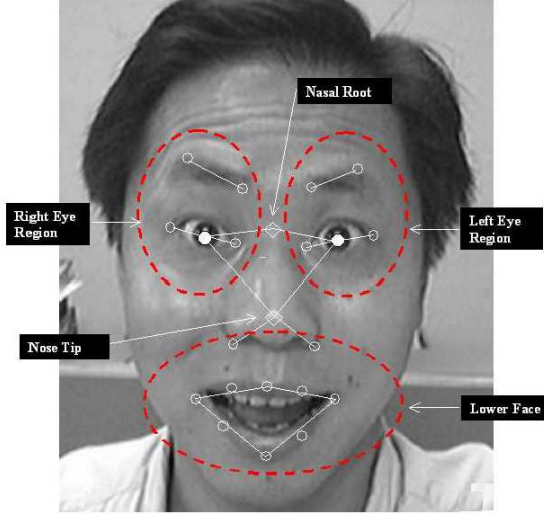 Nasal Root
Right Eye
Region
Left Eye
Region
Nose Tip
Lower Face